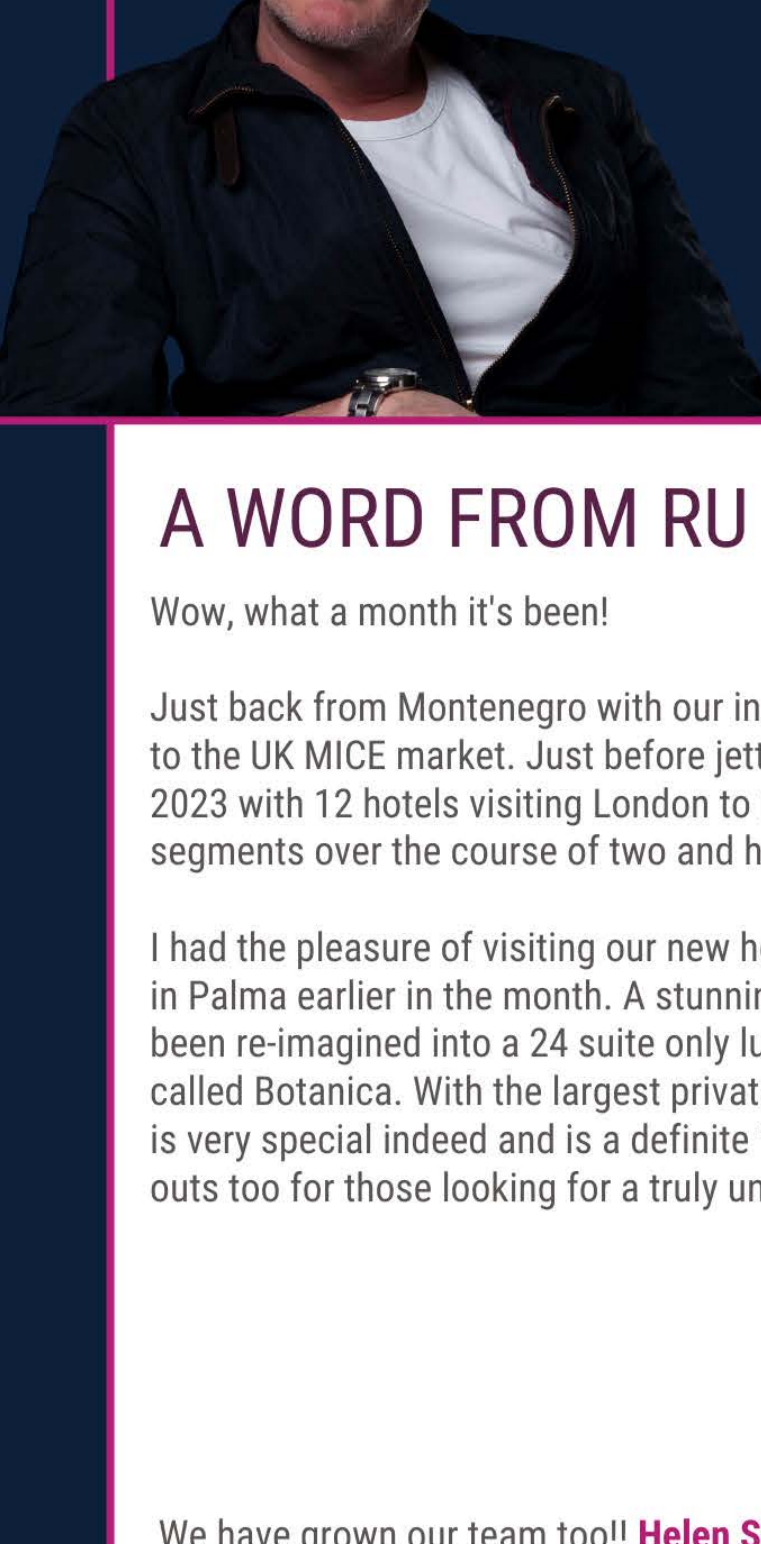 A WORD FROM RU
Wow, what a month it's been!
Just back from Montenegro with our in
to the UK MICE market. Just before jett
2023 with 12 hotels visiting London to
segments over the course of two and h
I had the pleasure of visiting our new h
in Palma earlier in the month. A stunnin
been re-imagined into a 24 suite only lu
called Botanica. With the largest privat
is very special indeed and is a definite
outs too for those looking for a truly un
We have grown our team too!! Helen S